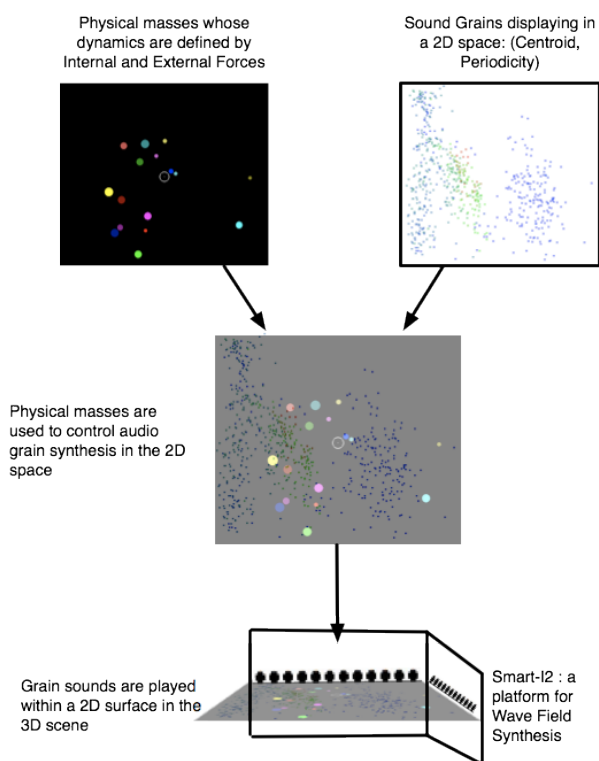 Physical masses whose
dynamics are defined by
Internal and External Forces
Sound Grains displaying in
a 2D space: (Centroid,
Periodicity)
Physical masses are
used to control audio
grain synthesis in the 2D
space
Grain sounds are played
within a 2D surface in the
3D scene
Smart-I2 : a
platform for
Wave Field
Synthesis